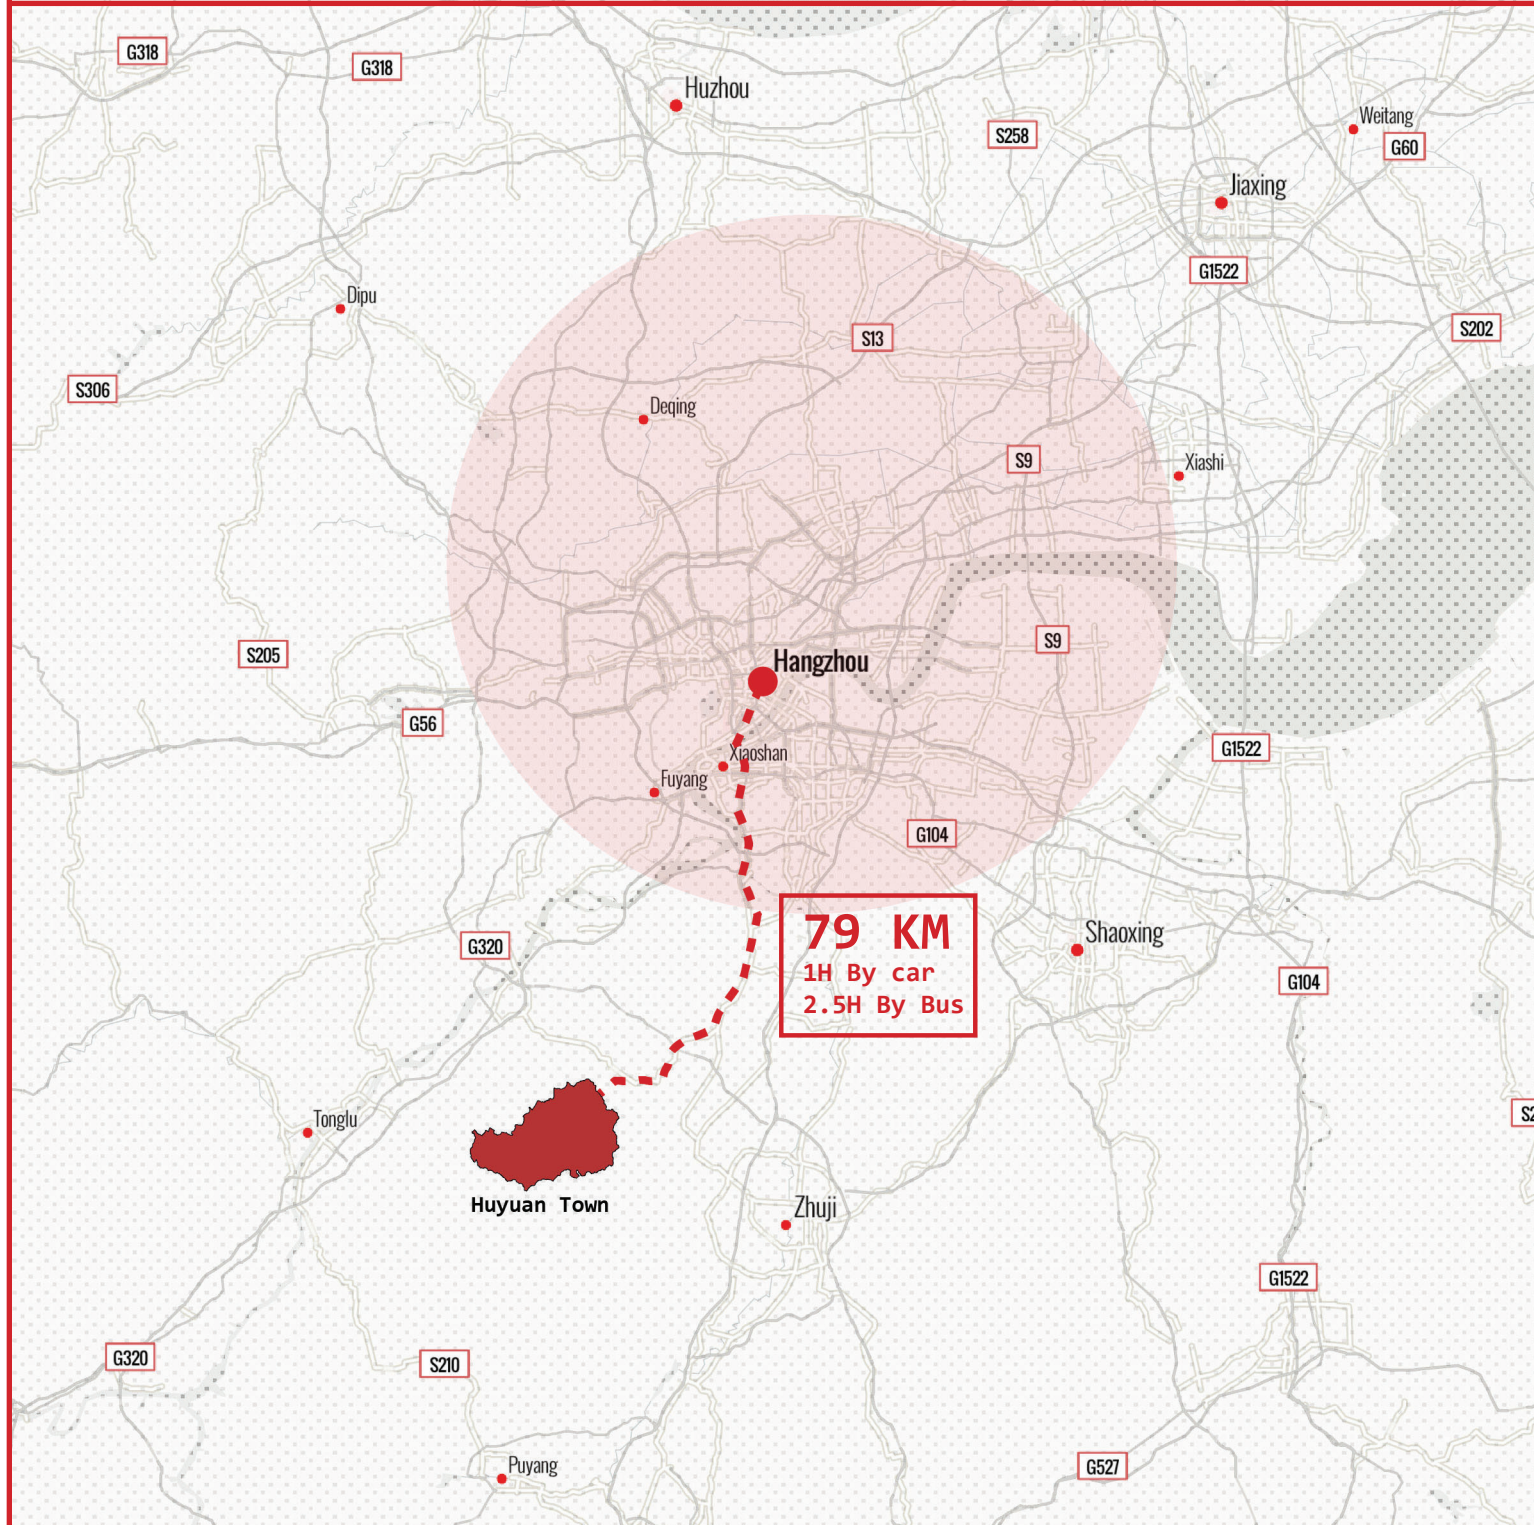 G318
G318
Huzhou
S258
Weitang
G60
Jiaxing
G1522
Dipu
S202
S13
S306
Deqing
S9
Xiashi
S205
S9
Hangzhou
G56
G1522
Xiaoshan
Fuyang
G104
79 KM
1H By car
2.5H By Bus
Shaoxing
G320
G104
Tonglu
Huyuan Town
Zhuji
G1522
G320
S210
Puyang
G527